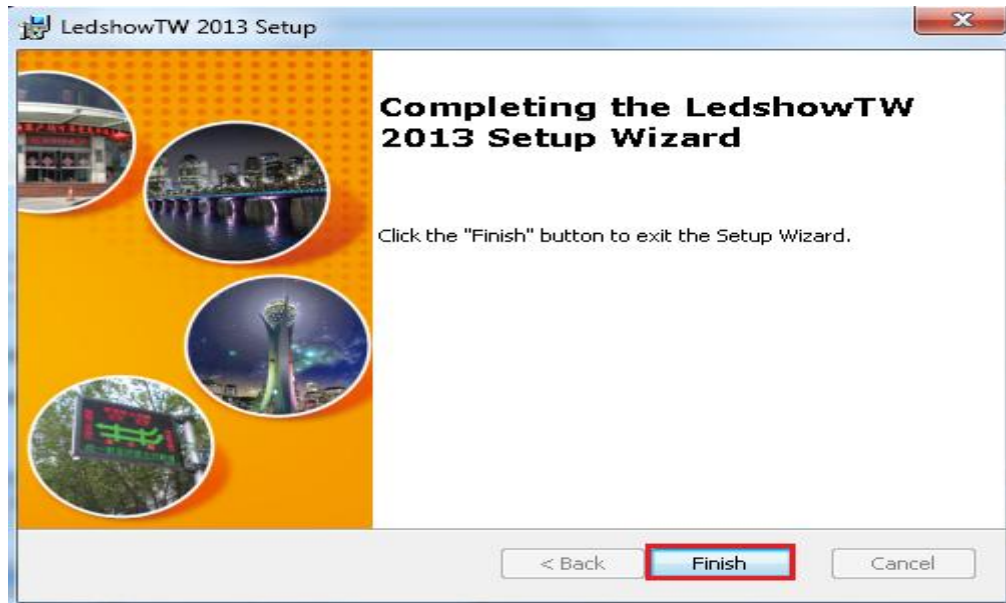 LedshowTW 2013 Setup
Completing the LedshowTW
2013 Setup Wizard
Click the "Finish" button to exit the Setup Wizard.
< Back
Finish
Cancel